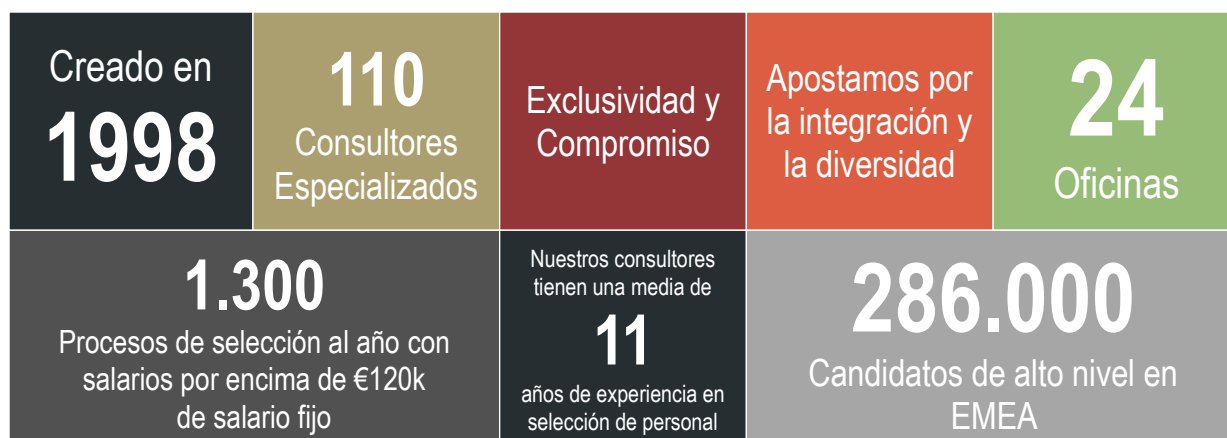 Creado en
1998
110
Consultores
Especializados
Exclusividad y
Compromiso
Apostamos por
la integración y
la diversidad
24
Oficinas
1.300
Procesos de selección al año con
salarios por encima de €120k
de salario fijo
Nuestros consultores
tienen una media de
11
años de experiencia en
selección de personal
286.000
Candidatos de alto nivel en
EMEA